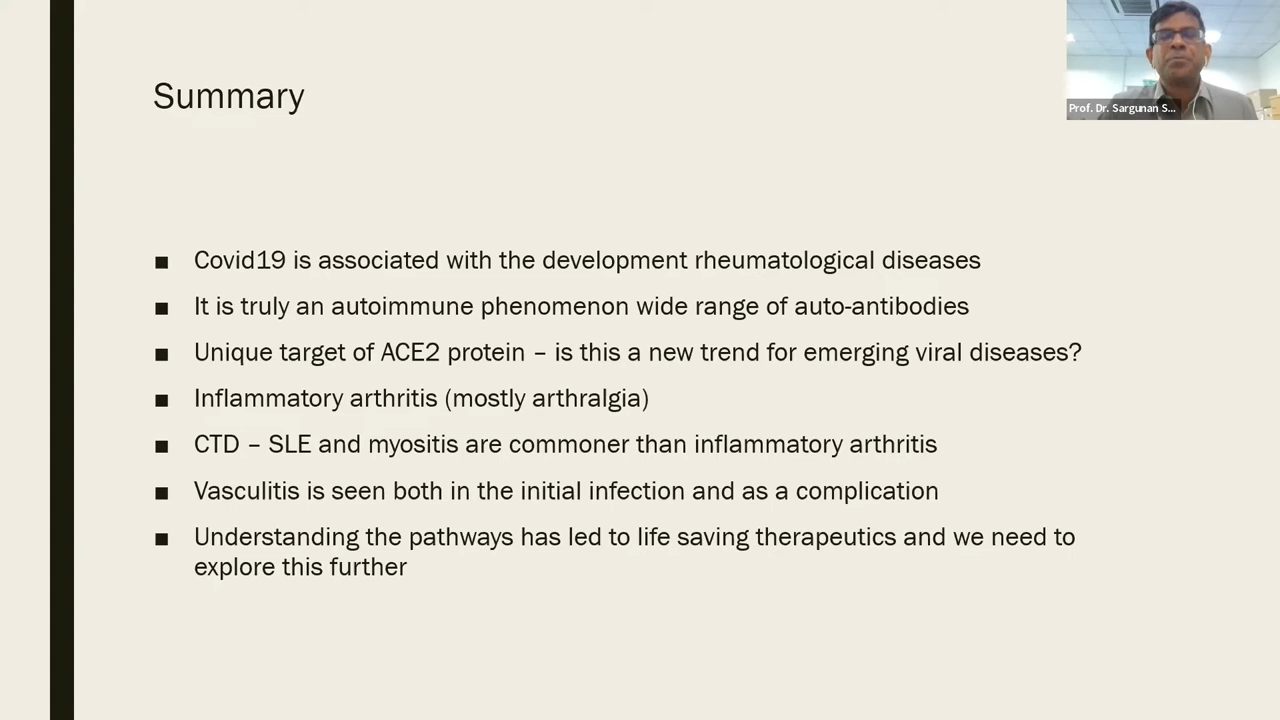 Summary
Prof. Dr. Sargunan S...
■ Covid19 is associated with the development rheumatological diseases
■ It is truly an autoimmune phenomenon wide range of auto-antibodies
■ Unique target of ACE2 protein – is this a new trend for emerging viral diseases?
■ Inflammatory arthritis (mostly arthralgia)
■ CTD – SLE and myositis are commoner than inflammatory arthritis
■ Vasculitis is seen both in the initial infection and as a complication
■ Understanding the pathways has led to life saving therapeutics and we need to
explore this further